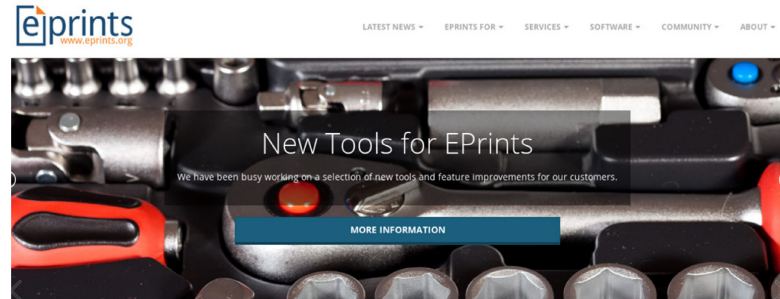 eprints
www.eprints.org
LATEST NEWS EPRINTS FOR SERVICES SOFTWARE COMMUNITY ABOUT
New Tools for EPrints
We have been busy working on a selection of new tools and feature improvements for our customers.
MORE INFORMATION